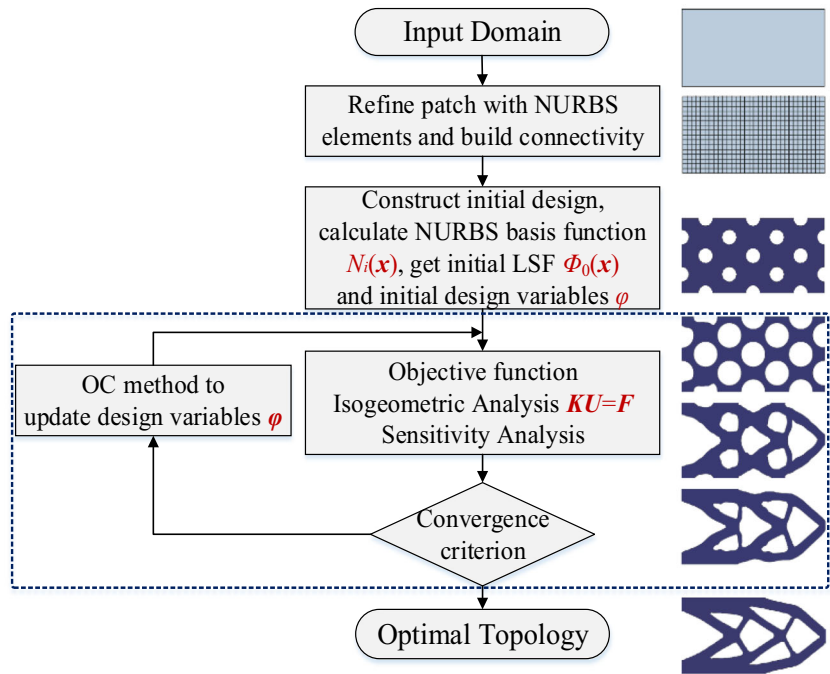 Input Domain
Refine patch with NURBS
elements and build connectivity
Construct initial design,
calculate NURBS basis function
Ni(x), get initial LSF Φ0(x)
and initial design variables φ
OC method to
update design variables φ
Objective function
Isogeometric Analysis KU=F
Sensitivity Analysis
Convergence
criterion
Optimal Topology